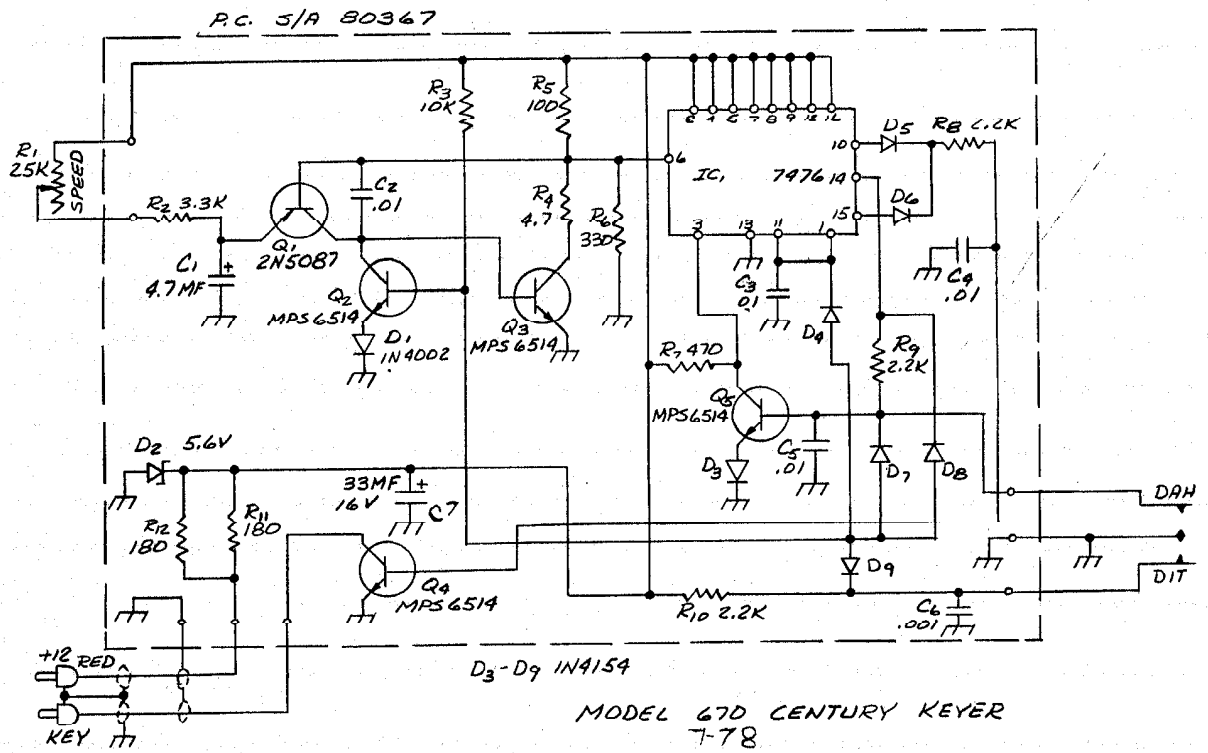 P.C. S/A 80367
R1
25K
SPEED
R2 3.3K
C1
4.7MF
+
Q1
2N5087
C2
.01
R3
10K
R5
100
R4
4.7
R6
330
Q2
MPS6514
D1
1N4002
Q3
MPS6514
6
IC1 7476
7
8
9
10
14
15
3
13
11
1
D5
R8 2.2K
D6
C4
.01
C3
.01
D4
R9
2.2K
R7 470
Q5
MPS6514
D3
C5
.01
D7
D8
D2 5.6V
R12
180
R11
180
33MF
16V
+
C7
Q4
MPS6514
D9
R10 2.2K
C6
.001
DAH
DIT
+12
RED
KEY
D3-D9 1N4154
MODEL 670 CENTURY KEYER
7-78